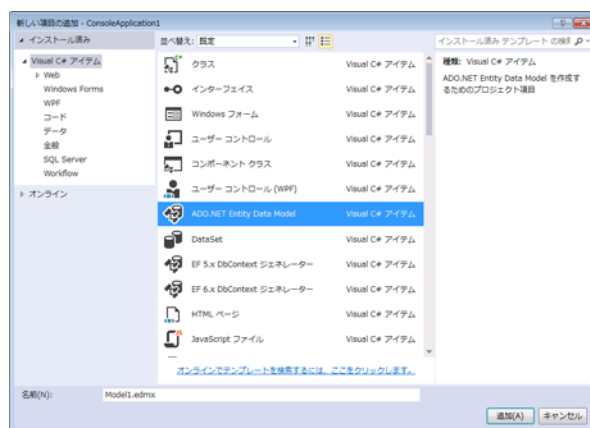 新しい項目の追加 - ConsoleApplication1
インストール済み
並べ替え: 既定
インストール済み テンプレート の検索
Visual C# アイテム
Web
Windows Forms
WPF
コード
データ
全般
SQL Server
Workflow
オンライン
クラス Visual C# アイテム
インターフェイス Visual C# アイテム
Windows フォーム Visual C# アイテム
ユーザー コントロール Visual C# アイテム
コンポーネント クラス Visual C# アイテム
ユーザー コントロール (WPF) Visual C# アイテム
ADO.NET Entity Data Model Visual C# アイテム
DataSet Visual C# アイテム
EF 5.x DbContext ジェネレーター Visual C# アイテム
EF 6.x DbContext ジェネレーター Visual C# アイテム
HTML ページ Visual C# アイテム
JavaScript ファイル Visual C# アイテム
オンラインでテンプレートを検索するには、ここをクリックします。
種類: Visual C# アイテム
ADO.NET Entity Data Model を作成す
るためのプロジェクト項目
名前(N): Model1.edmx
追加(A) キャンセル